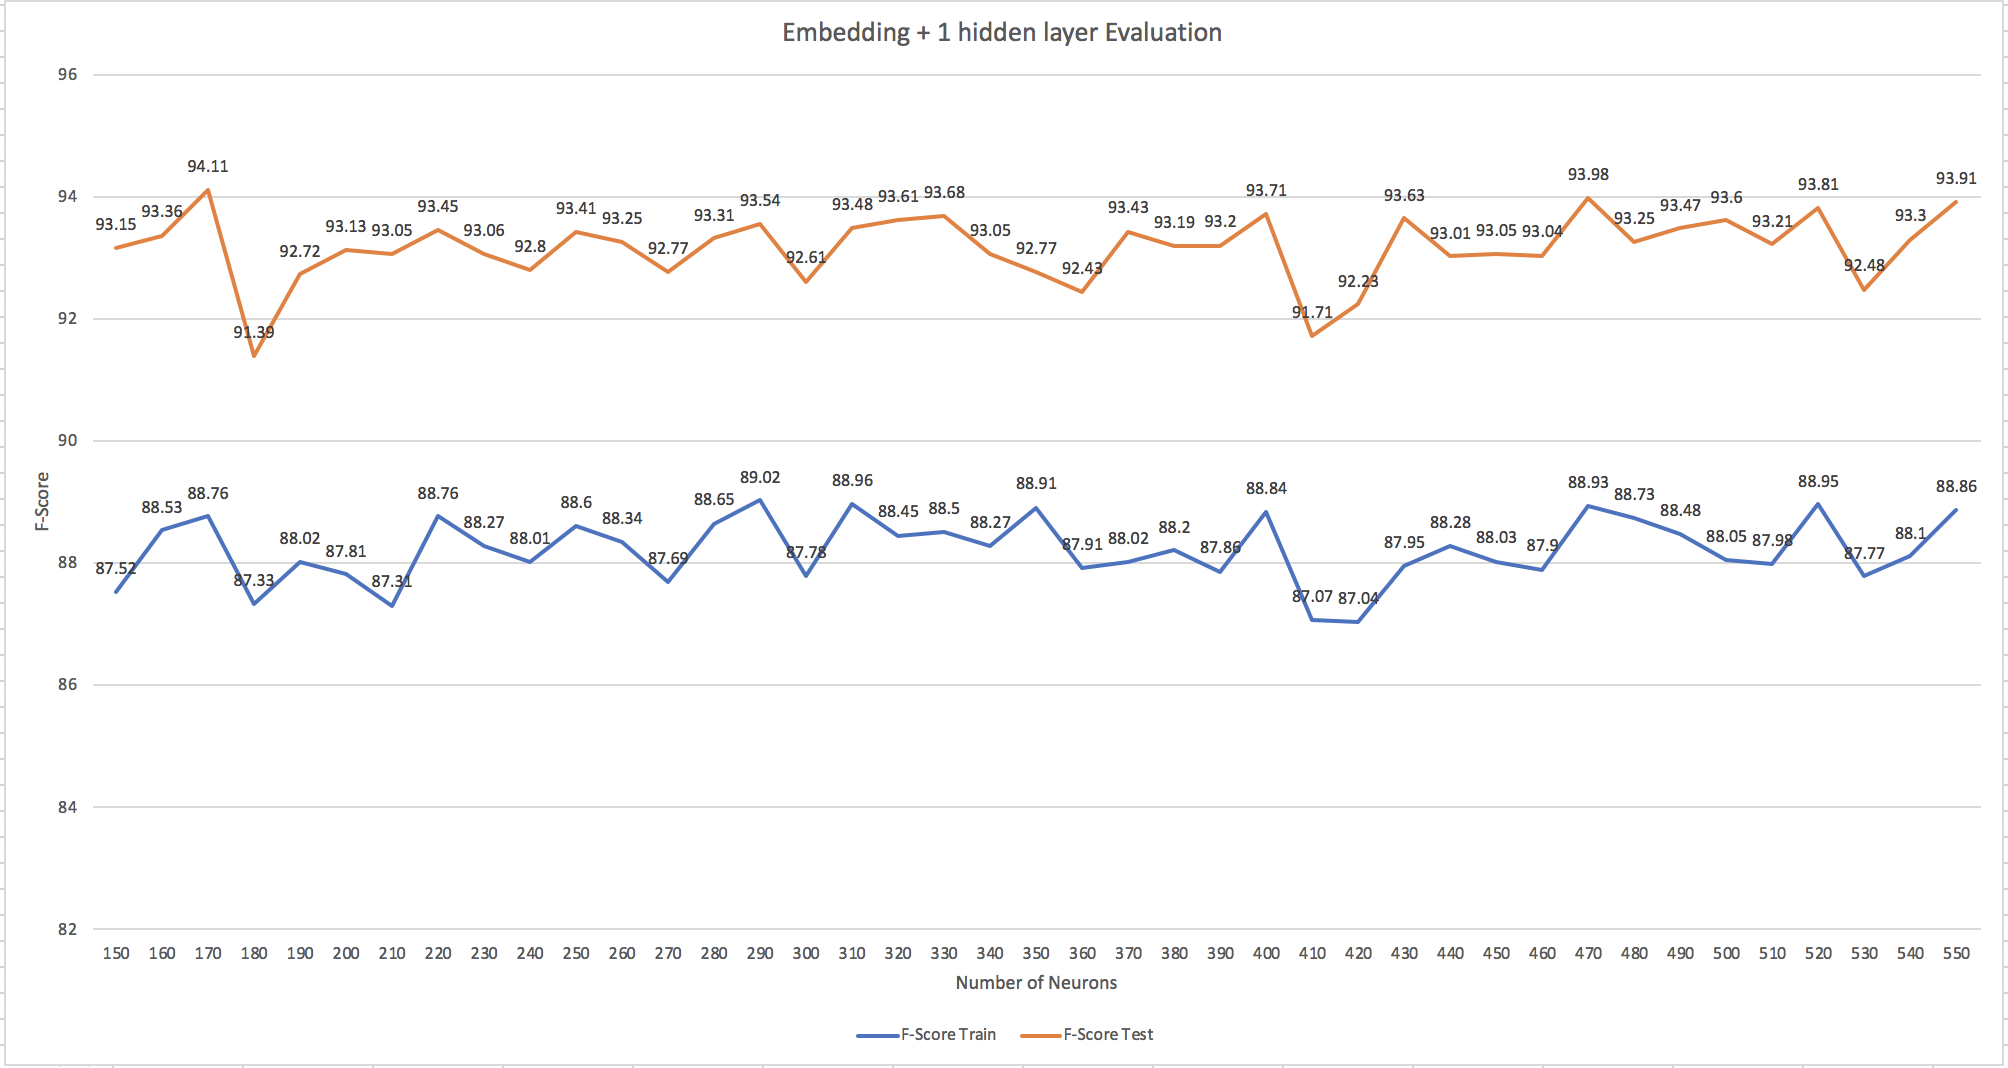 Embedding + 1 hidden layer Evaluation
96
94
92
90
88
86
84
82
F-Score
93.15 93.36 94.11 91.39 92.72 93.13 93.05 93.45 93.06 92.8 93.41 93.25 92.77 93.31 93.54 92.61 93.48 93.61 93.68 93.05 92.77 92.43 93.43 93.19 93.2 93.71 91.71 92.23 93.63 93.01 93.05 93.04 93.98 93.25 93.47 93.6 93.21 93.81 92.48 93.3 93.91
87.52 88.53 88.76 87.33 88.02 87.81 87.31 88.76 88.27 88.01 88.6 88.34 87.69 88.65 89.02 87.78 88.96 88.45 88.5 88.27 88.91 87.91 88.02 88.2 87.86 88.84 87.07 87.04 87.95 88.28 88.03 87.9 88.93 88.73 88.48 88.05 87.98 88.95 87.77 88.1 88.86
150 160 170 180 190 200 210 220 230 240 250 260 270 280 290 300 310 320 330 340 350 360 370 380 390 400 410 420 430 440 450 460 470 480 490 500 510 520 530 540 550
Number of Neurons
F-Score Train F-Score Test